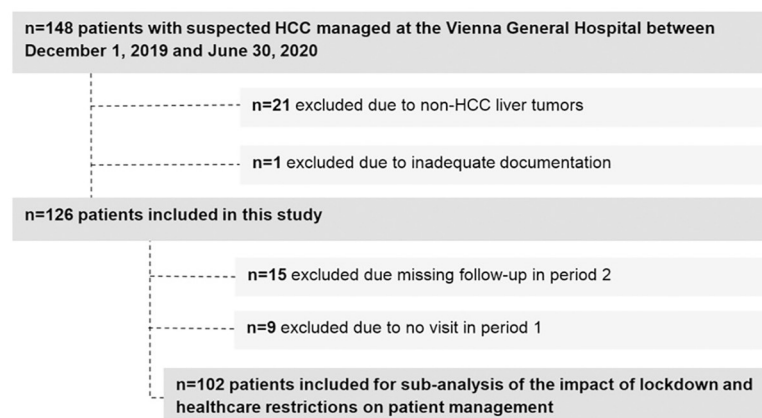 n=148 patients with suspected HCC managed at the Vienna General Hospital between
December 1, 2019 and June 30, 2020
n=21 excluded due to non-HCC liver tumors
n=1 excluded due to inadequate documentation
n=126 patients included in this study
n=15 excluded due missing follow-up in period 2
n=9 excluded due to no visit in period 1
n=102 patients included for sub-analysis of the impact of lockdown and
healthcare restrictions on patient management